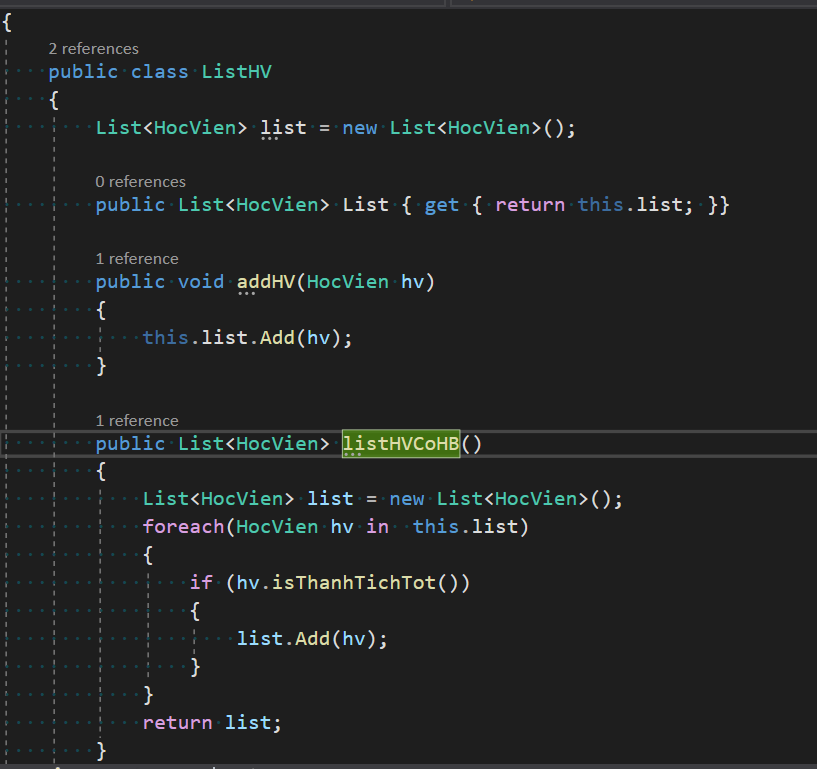 {
2 references
public class ListHV
{
List<HocVien> list = new List<HocVien>();
0 references
public List<HocVien> List { get { return this.list; }}
1 reference
public void addHV(HocVien hv)
{
this.list.Add(hv);
}
1 reference
public List<HocVien> listHVCoHB()
{
List<HocVien> list = new List<HocVien>();
foreach(HocVien hv in  this.list)
{
if (hv.isThanhTichTot())
{
list.Add(hv);
}
}
return list;
}